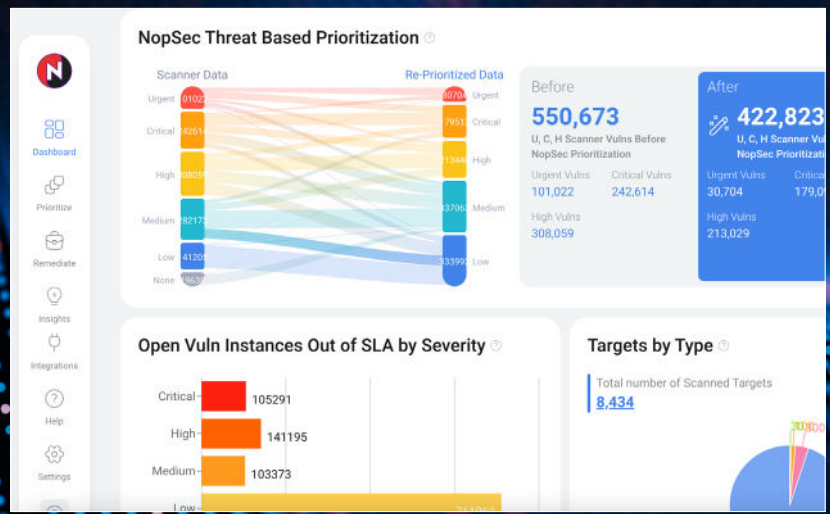 NopSec Threat Based Prioritization
Scanner Data
Re-Prioritized Data
Urgent
Critical
High
Medium
Low
None
30704
Urgent
Critical
High
Medium
Low
Before
550,673
U, C, H Scanner Vulns Before
NopSec Prioritization
Urgent Vulns Critical Vulns
101,022 242,614
High Vulns
308,059
After
422,823
U, C, H Scanner
NopSec
Urgent Vulns
30,704
High Vulns
213,029
N
Dashboard
Prioritize
Remediate
Insights
Integrations
Help
Settings
Open Vuln Instances Out of SLA by Severity
Critical 105291
High 141195
Medium 103373
Low
Targets by Type
Total number of Scanned Targets
8,434